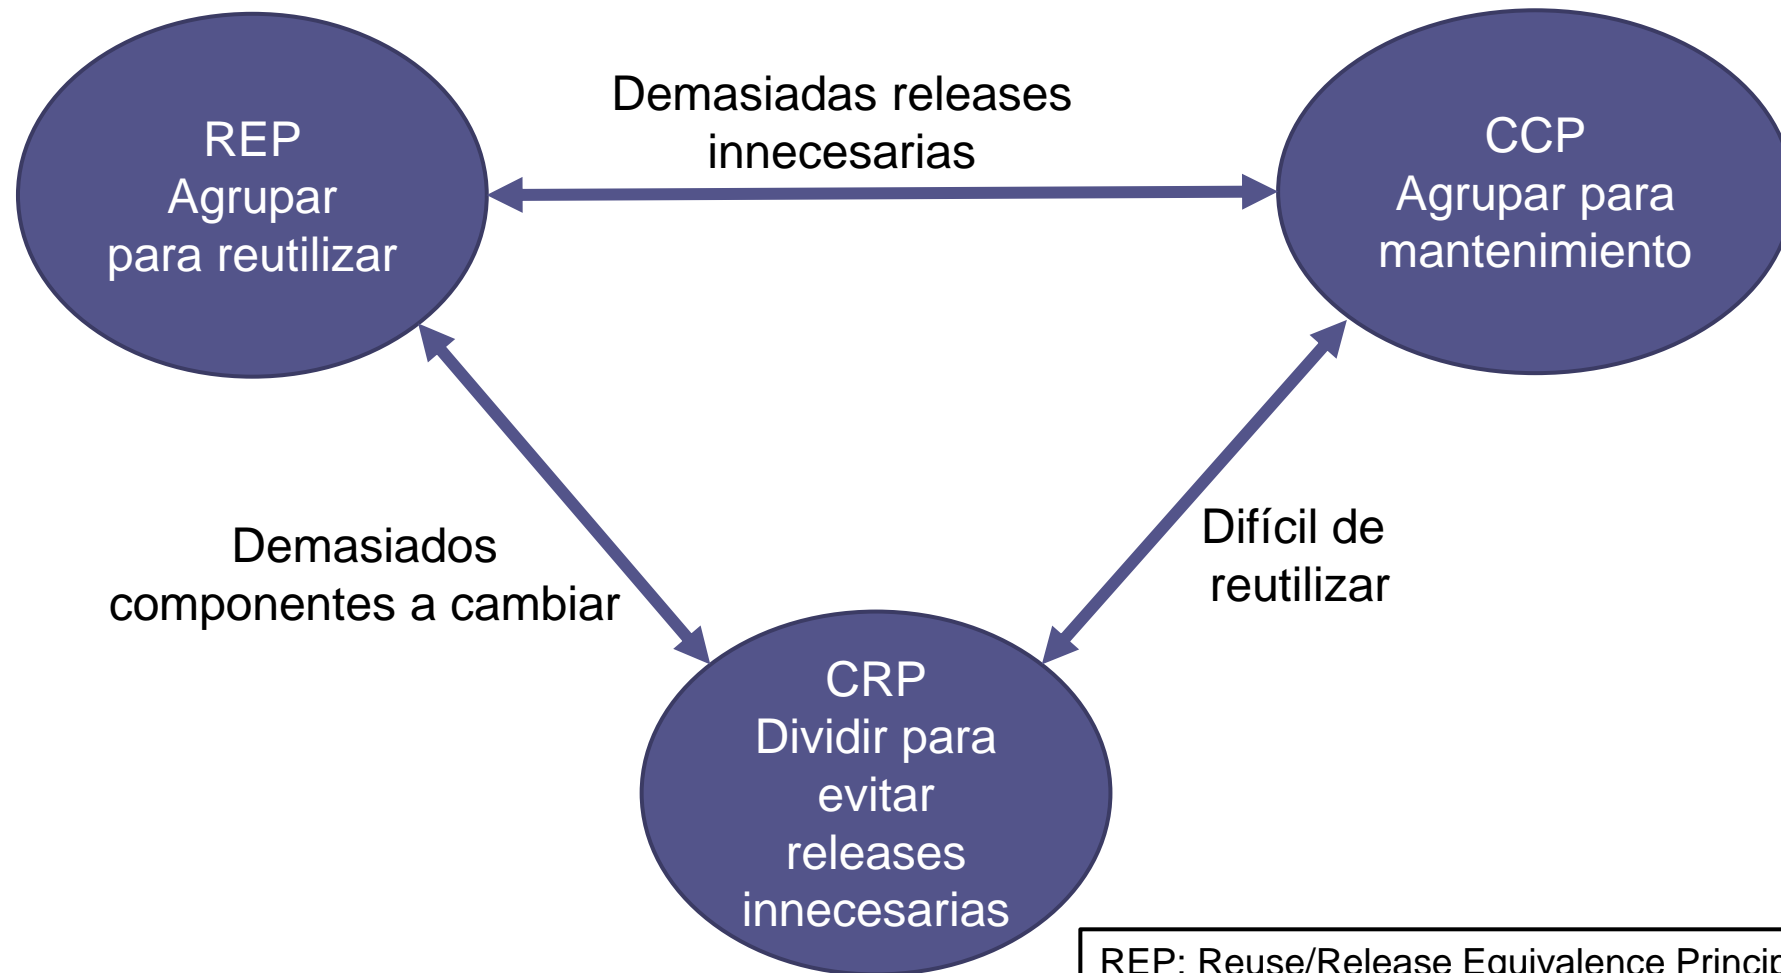 REP
Agrupar
para reutilizar
Demasiadas releases
innecesarias
CCP
Agrupar para
mantenimiento
Demasiados
componentes a cambiar
Difícil de
reutilizar
CRP
Dividir para
evitar
releases
innecesarias
REP: Reuse/Release Equivalence